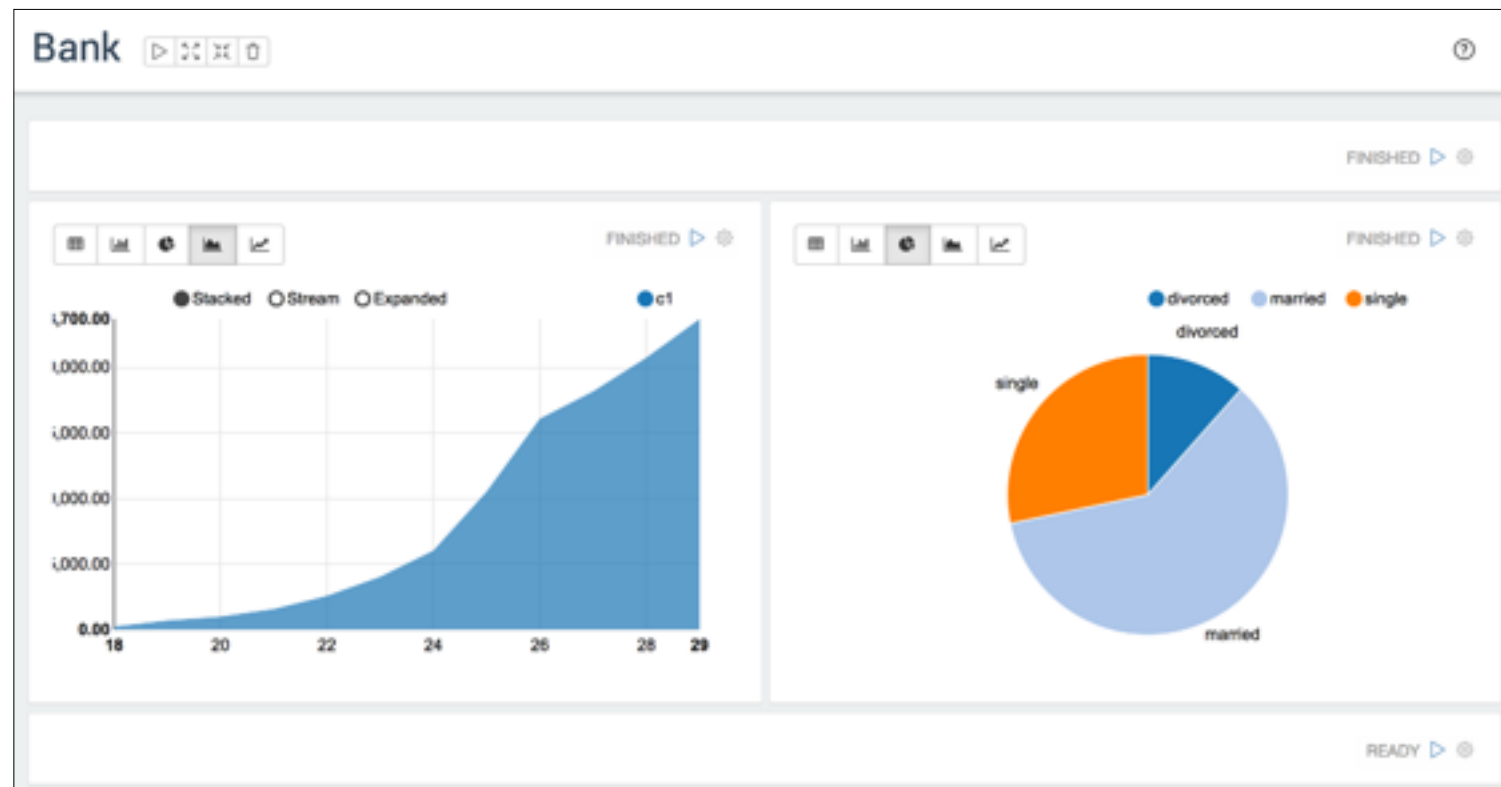 Bank
FINISHED
FINISHED
Stacked Stream Expanded c1
,700.00
,000.00
,000.00
,000.00
,000.00
0.00
18 20 22 24 26 28 29
FINISHED
divorced married single
divorced
single
married
READY